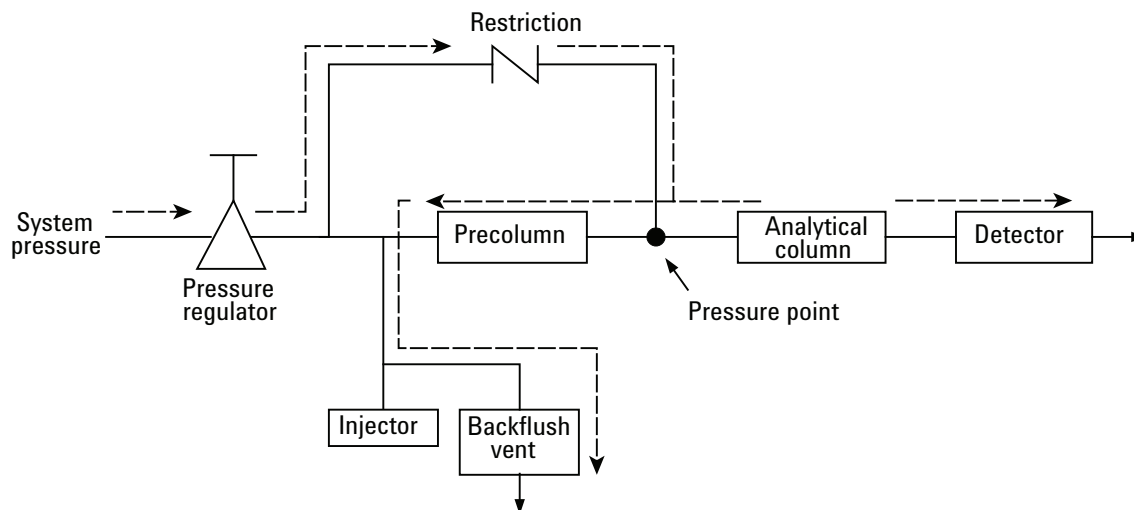 Restriction
System
pressure
Pressure
regulator
Precolumn
Analytical
column
Detector
Pressure point
Injector
Backflush
vent